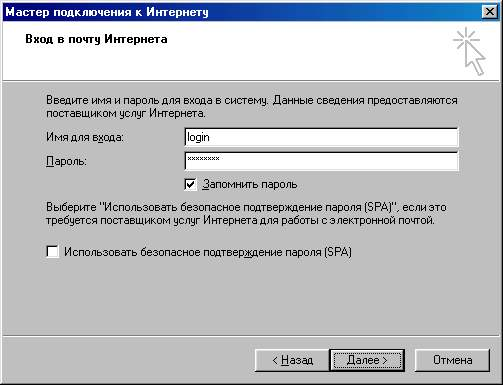 Мастер подключения к Интернету
Вход в почту Интернета
Введите имя и пароль для входа в систему. Данные сведения предоставляются
поставщиком услуг Интернета.
Имя для входа: login
Пароль: ********
Запомнить пароль
Выберите "Использовать безопасное подтверждение пароля (SPA)", если это
требуется поставщиком услуг Интернета для работы с электронной почтой.
Использовать безопасное подтверждение пароля (SPA)
< Назад Далее > Отмена